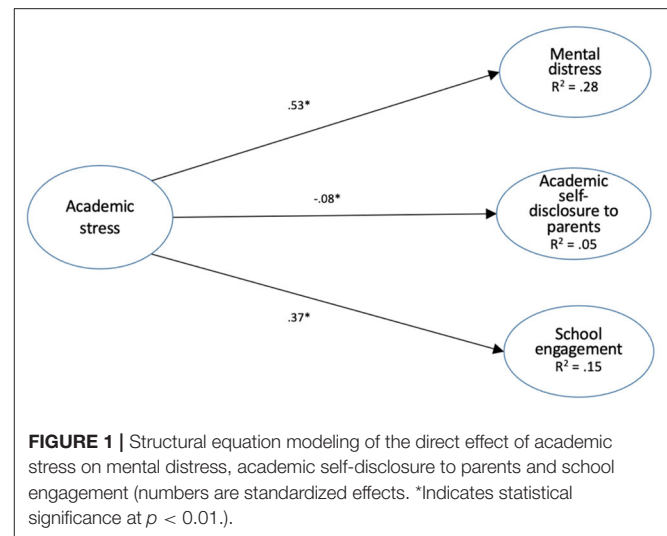 Mental
distress
R² = .28
.53*
Academic
stress
-.08*
Academic
self-
disclosure to
parents
R² = .05
.37*
School
engagement
R² = .15
FIGURE 1 | Structural equation modeling of the direct effect of academic
stress on mental distress, academic self-disclosure to parents and school
engagement (numbers are standardized effects. *Indicates statistical
significance at p < 0.01.).